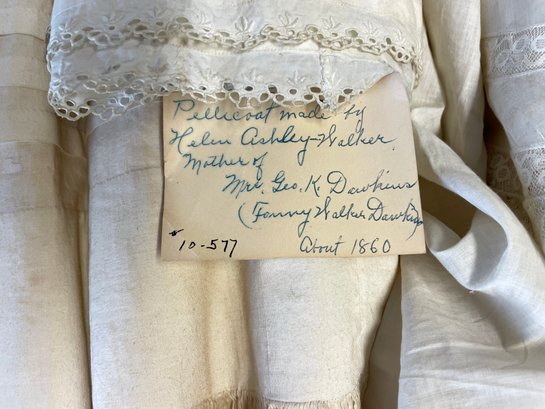 Petticoat made by
Helen Ashley-Walker.
Mother of
Mrs. Geo. K. Dawkins
(Fanny Walker Dawkins
About 1860
10-577